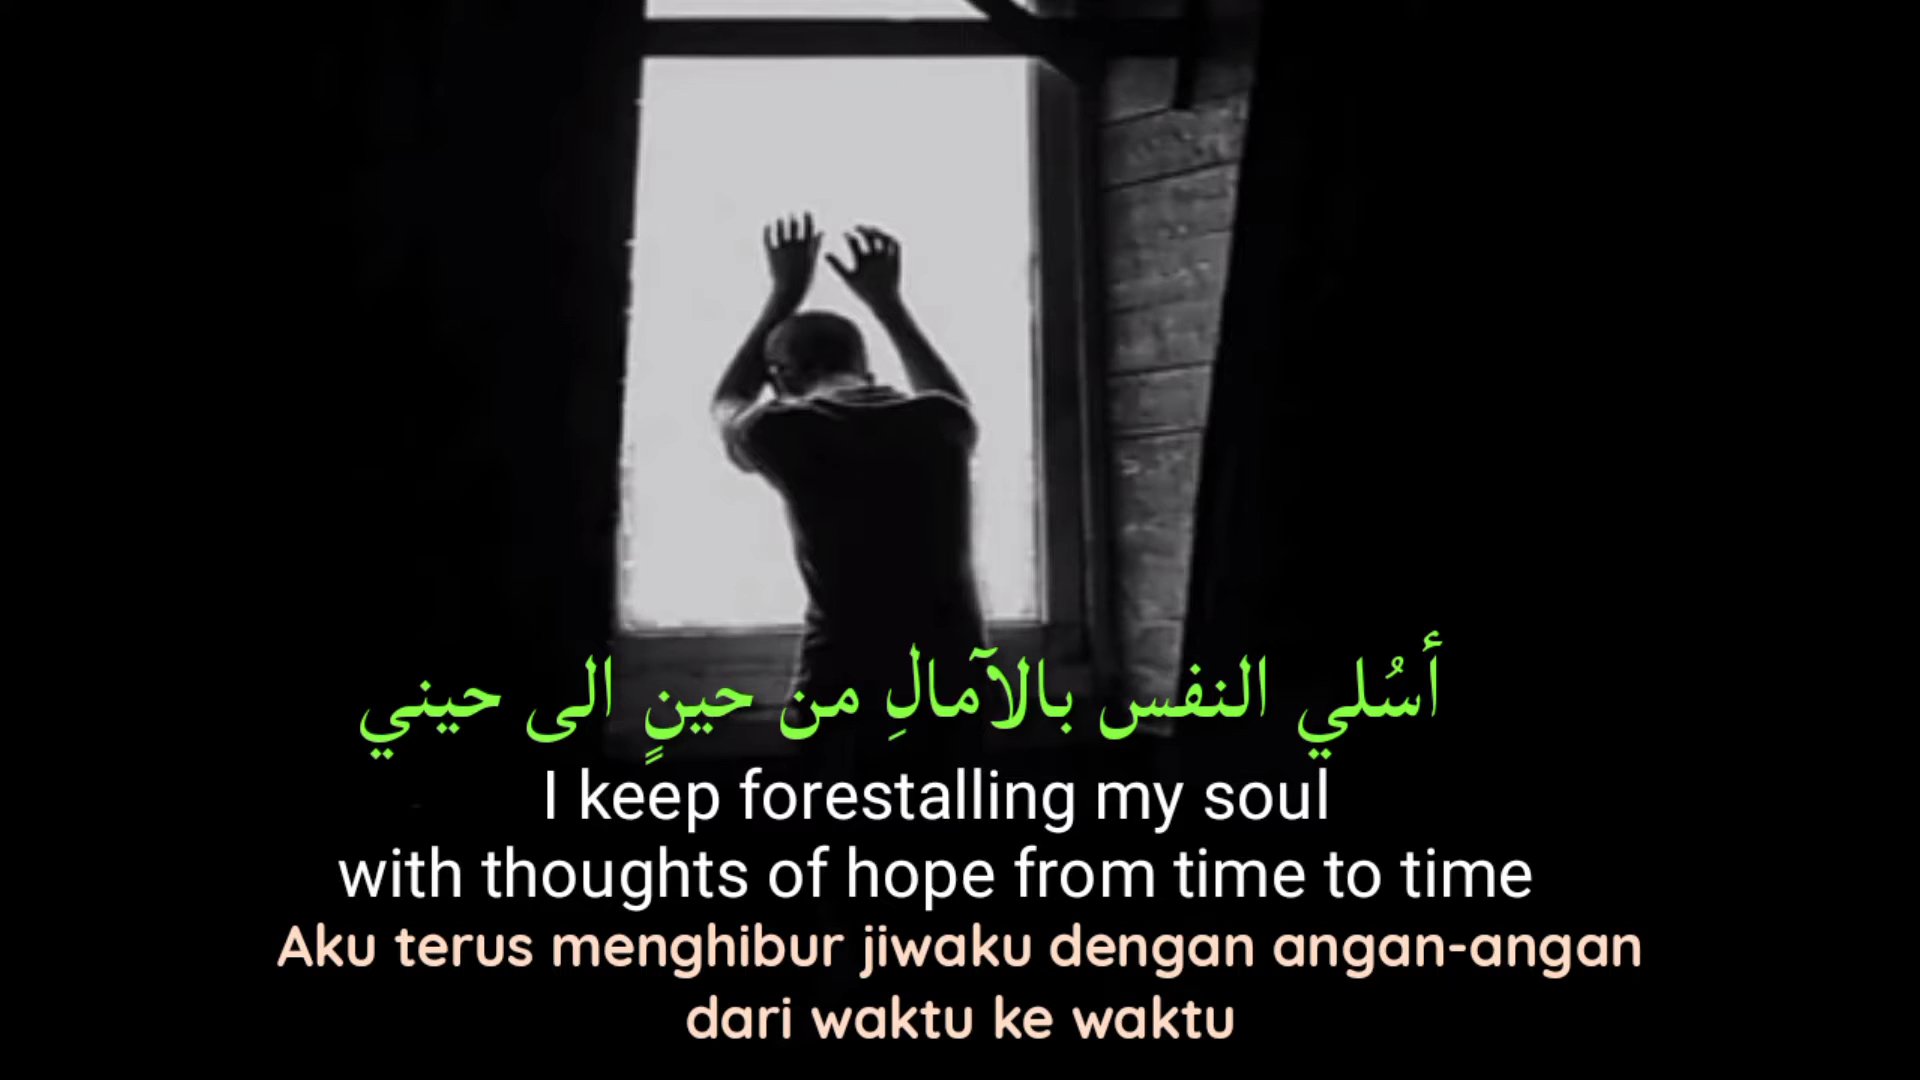 أسُلي النفس بالآمالِ من حينٍ الى حيني
I keep forestalling my soul
with thoughts of hope from time to time
Aku terus menghibur jiwaku dengan angan-angan
dari waktu ke waktu